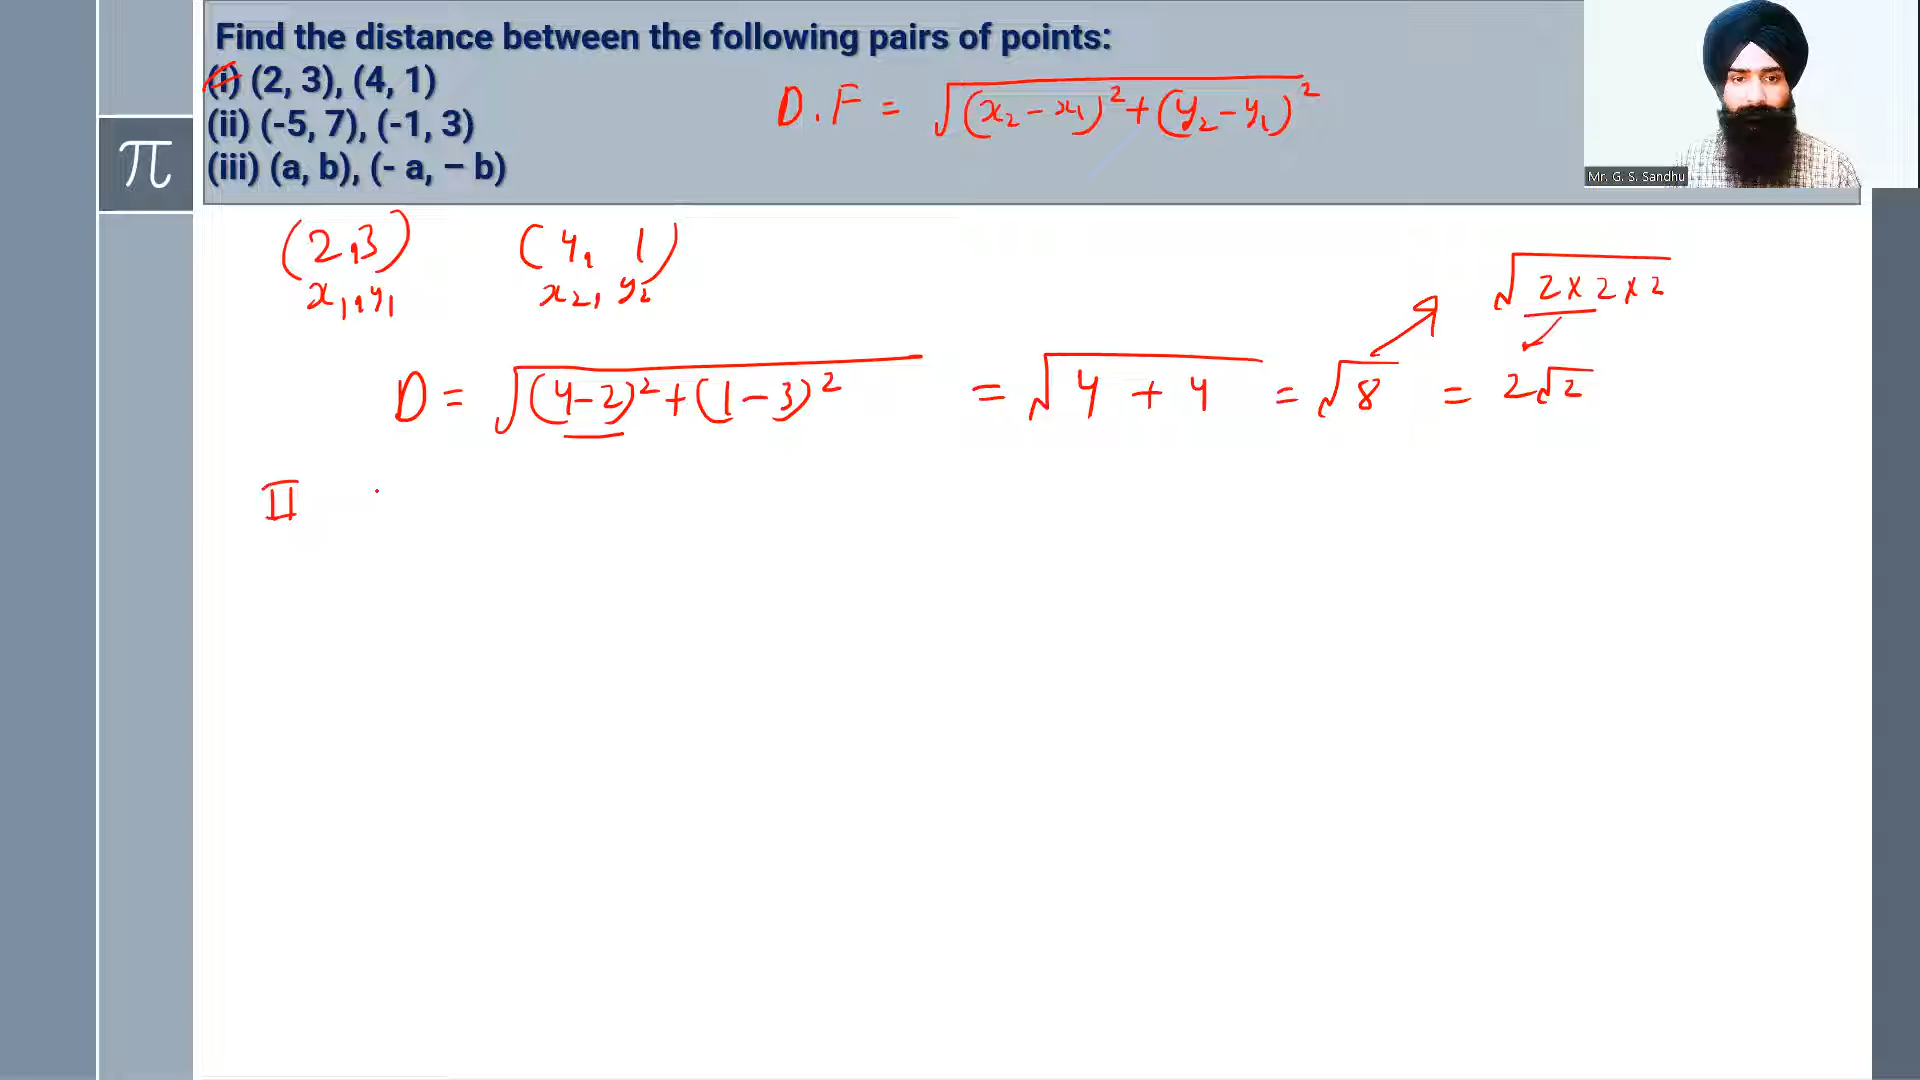 Find the distance between the following pairs of points:
(i) (2, 3), (4, 1)
(ii) (-5, 7), (-1, 3)
(iii) (a, b), (- a, – b)
D.F = √(x₂ - x₁)² + (y₂ - y₁)²
π
Mr. G. S. Sandhu
(2,3) (4, 1)
x₁, y₁ x₂, y₂
√2×2×2
D = √(4-2)² + (1-3)² = √4 + 4 = √8 = 2√2
II